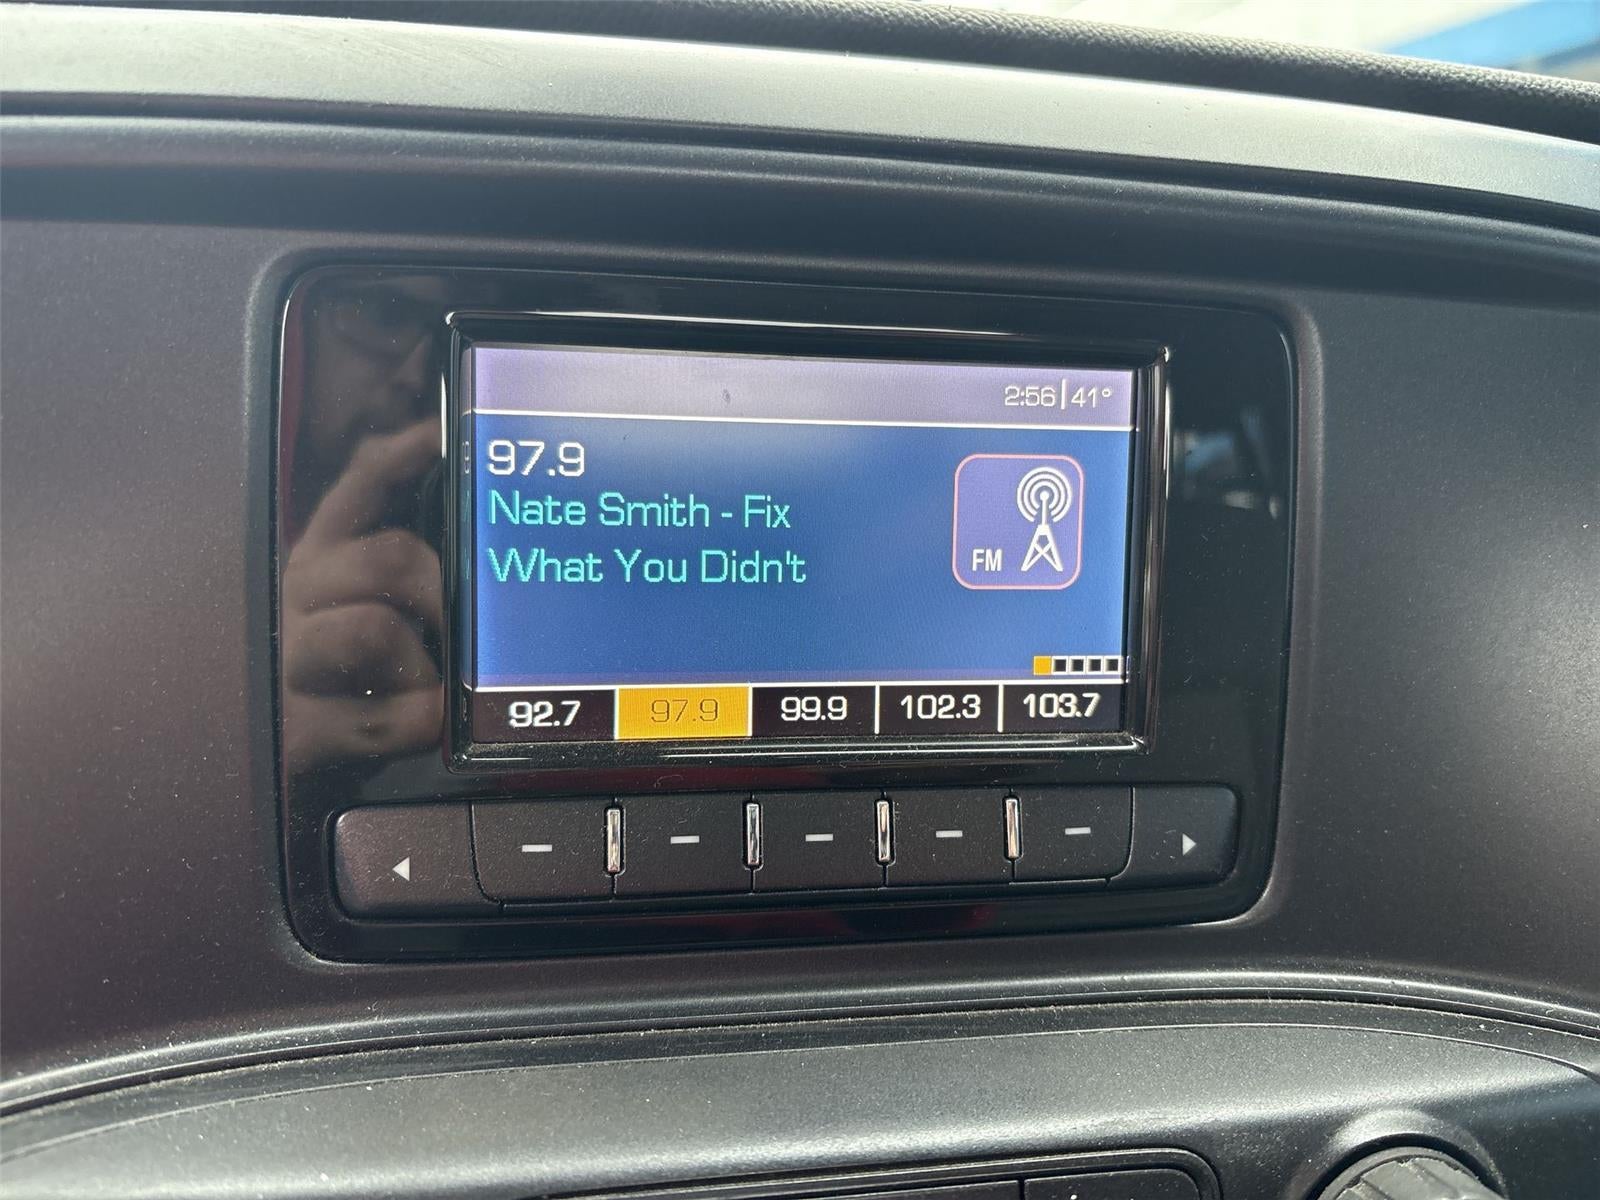 2:56|41°
97.9
Nate Smith - Fix
What You Didn't
FM
92.7 97.9 99.9 102.3 103.7